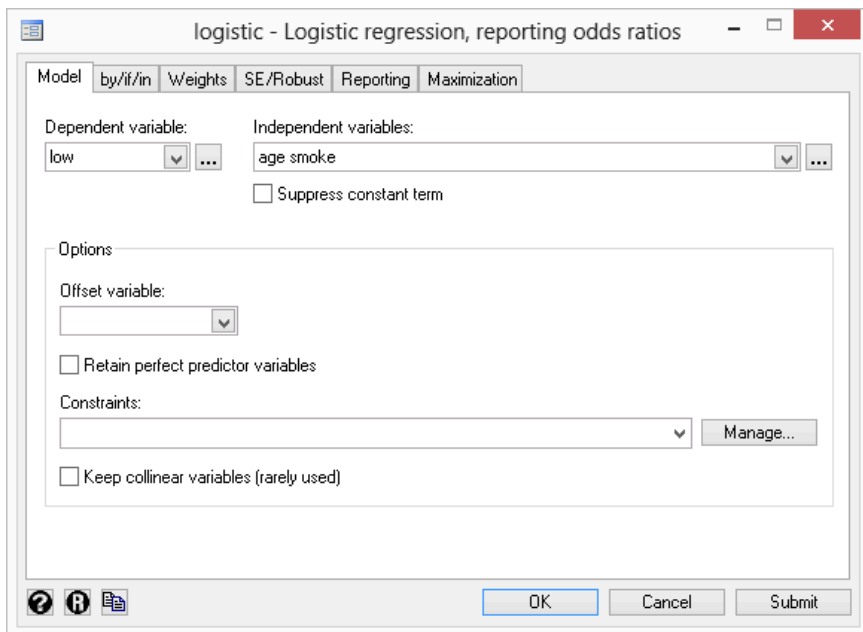 logistic - Logistic regression, reporting odds ratios
Model by/if/in Weights SE/Robust Reporting Maximization
Dependent variable: Independent variables:
low ... age smoke ...
Suppress constant term
Options
Offset variable:
Retain perfect predictor variables
Constraints:
Manage...
Keep collinear variables (rarely used)
? R OK Cancel Submit